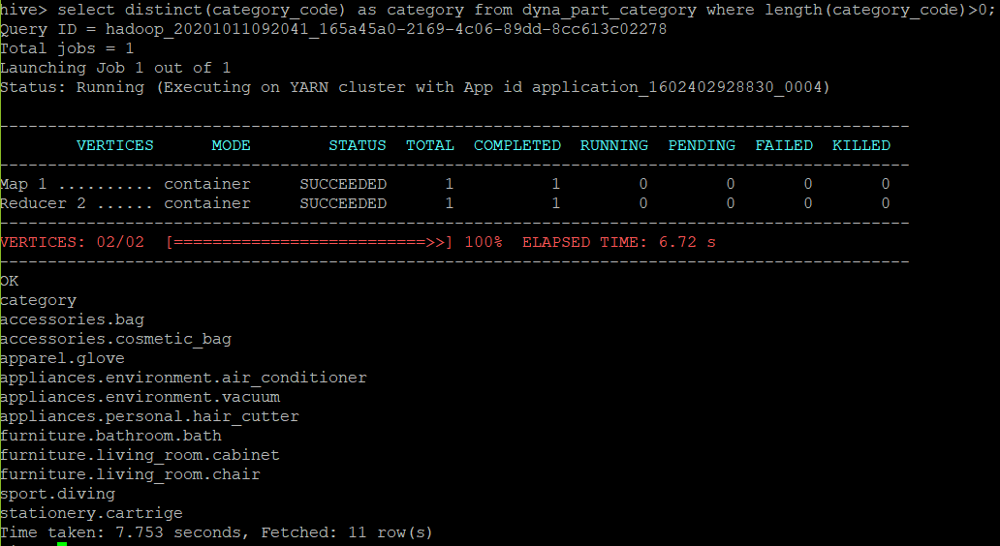 hive> select distinct(category_code) as category from dyna_part_category where length(category_code)>0;
Query ID = hadoop_20201011092041_165a45a0-2169-4c06-89dd-8cc613c02278
Total jobs = 1
Launching Job 1 out of 1
Status: Running (Executing on YARN cluster with App id application_1602402928830_0004)
----------------------------------------------------------------------------------------------
        VERTICES      MODE        STATUS  TOTAL  COMPLETED  RUNNING  PENDING  FAILED  KILLED
----------------------------------------------------------------------------------------------
Map 1 .......... container     SUCCEEDED      1          1        0        0       0       0
Reducer 2 ...... container     SUCCEEDED      1          1        0        0       0       0
----------------------------------------------------------------------------------------------
VERTICES: 02/02  [==========================>>] 100%  ELAPSED TIME: 6.72 s
----------------------------------------------------------------------------------------------
OK
category
accessories.bag
accessories.cosmetic_bag
apparel.glove
appliances.environment.air_conditioner
appliances.environment.vacuum
appliances.personal.hair_cutter
furniture.bathroom.bath
furniture.living_room.cabinet
furniture.living_room.chair
sport.diving
stationery.cartrige
Time taken: 7.753 seconds, Fetched: 11 row(s)